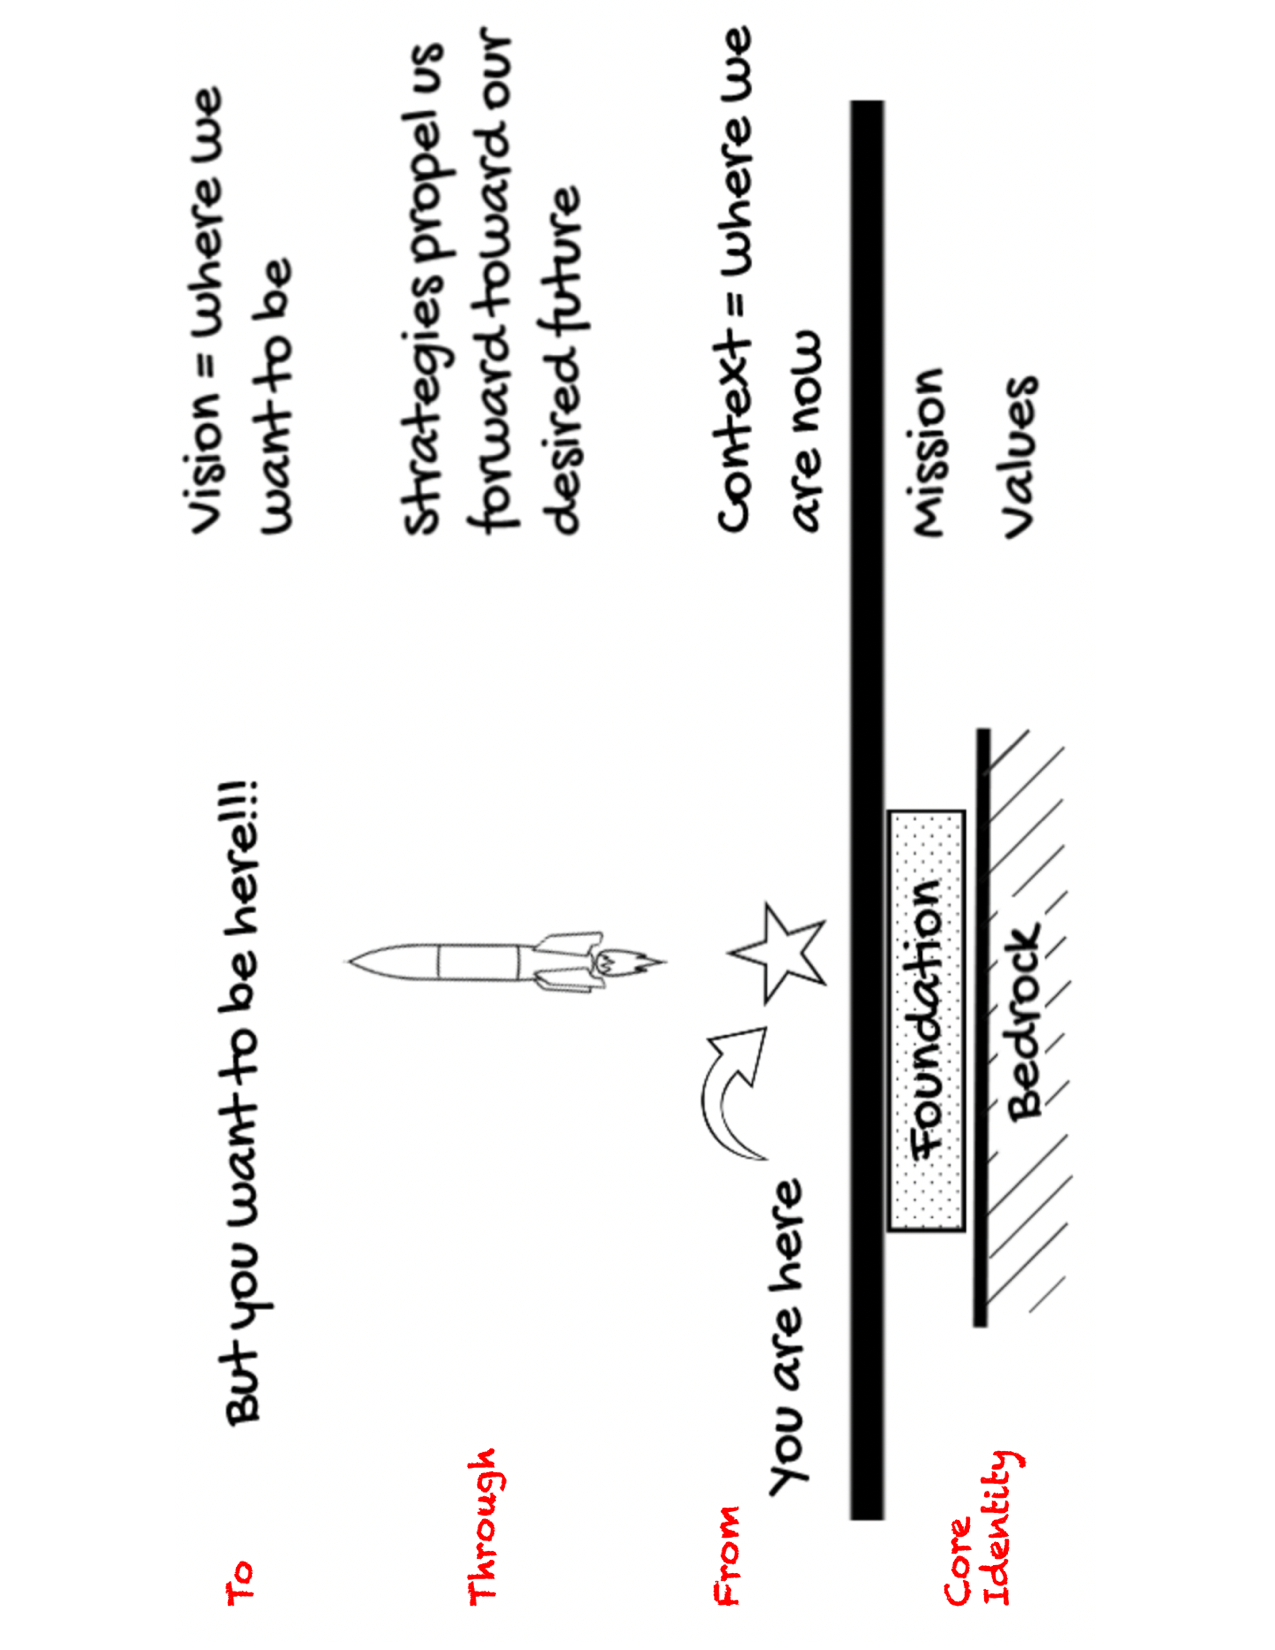 To
But you want to be here!!!
Vision = where we
want to be
Through
Strategies propel us
forward toward our
desired future
From
You are here
Context = where we
are now
Core
Identity
Foundation
Mission
Bedrock
Values